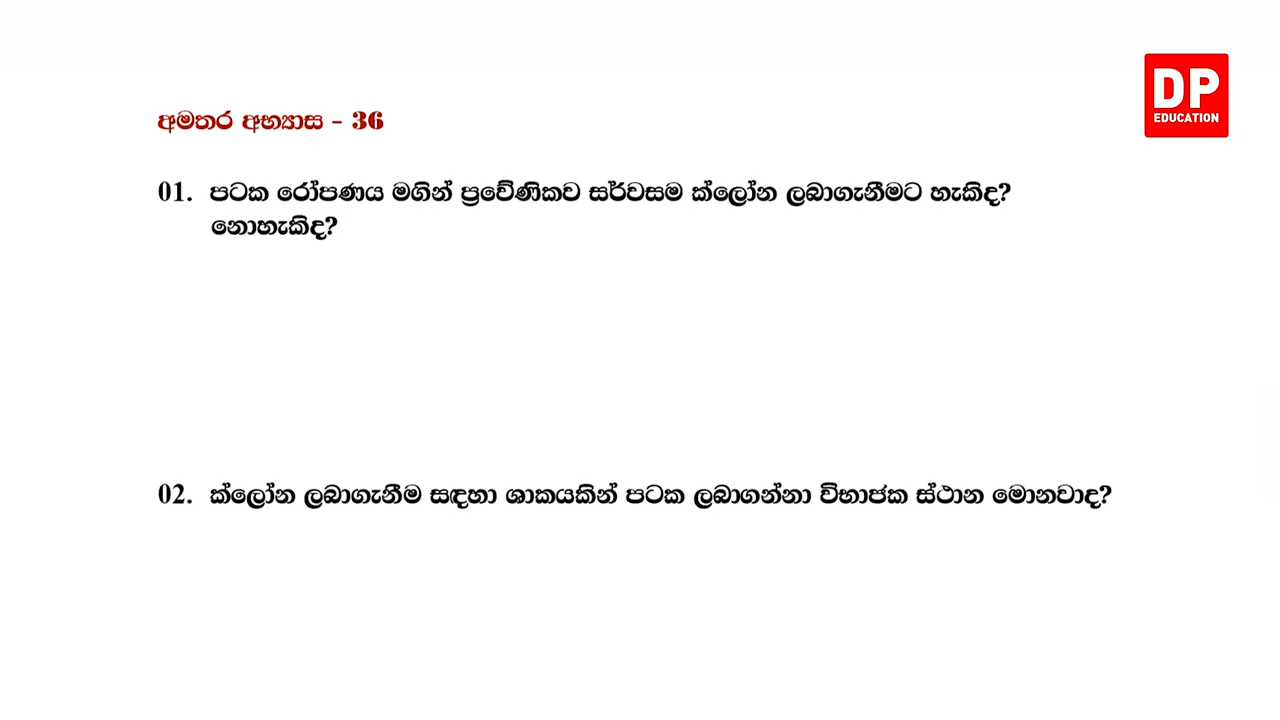 DP
EDUCATION
අමතර අභ්‍යාස - 36
01. පටක රෝපණය මගින් ප්‍රවේණිකව සර්වසම ක්ලෝන ලබාගැනීමට හැකිද?
නොහැකිද?
02. ක්ලෝන ලබාගැනීම සඳහා ශාකයකින් පටක ලබාගන්නා විභාජක ස්ථාන මොනවාද?